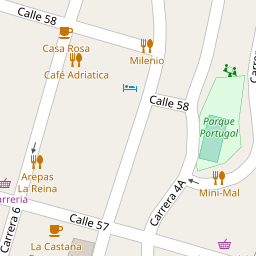 Calle 58
Casa Rosa
Milenio
Café Adriatica
Calle 58
Parque
Portugal
Arepas
La Reina
Mini-Mal
Carrera 4A
Carrera 6
Calle 57
La Castana